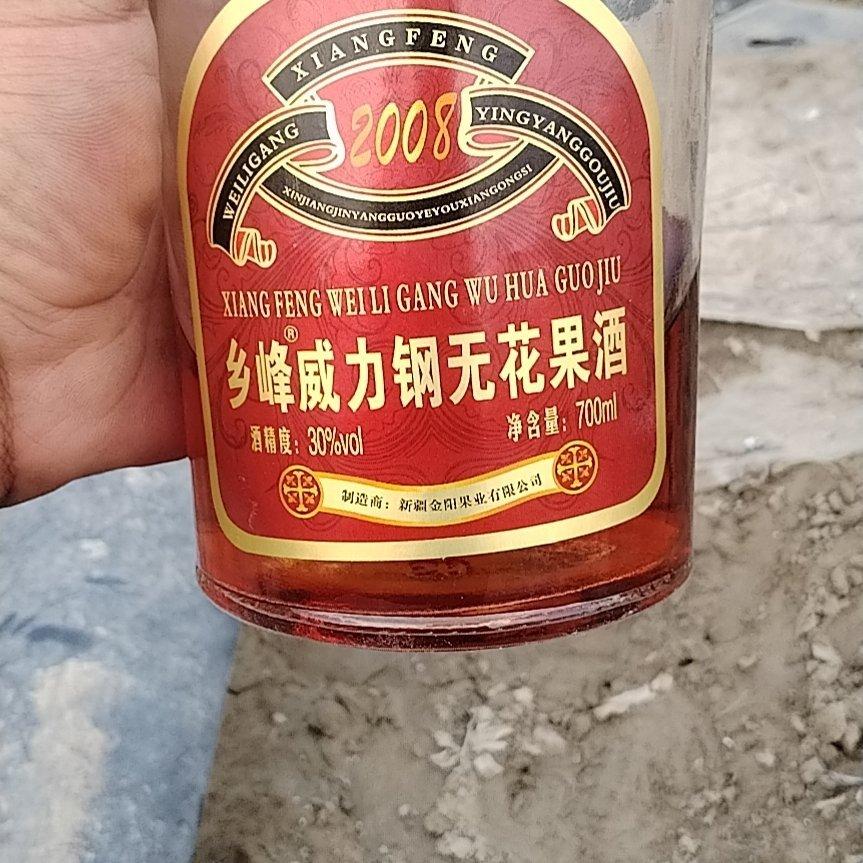 XIANGFENG
2008
WEILIGANG
YINGYANGGOUJIU
XINJIANGJINYANGGUOYEYOUXIANGONGSI
XIANG FENG WEI LI GANG WU HUA GUO JIU
乡峰®威力钢无花果酒
酒精度：30%vol
净含量：700ml
制造商：新疆金阳果业有限公司